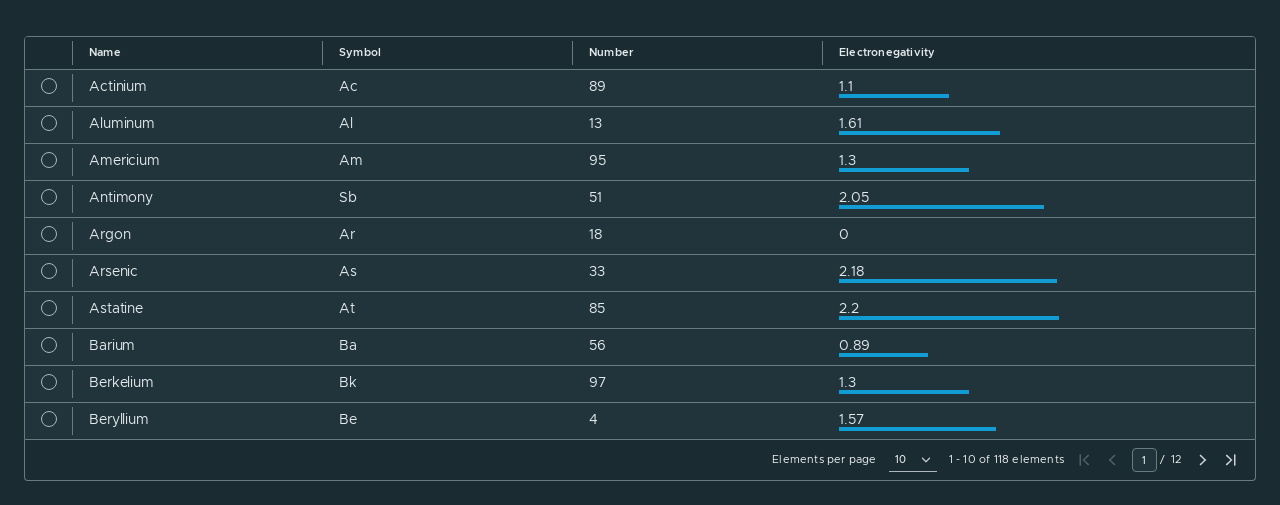 Name Symbol Number Electronegativity
Actinium Ac 89 1.1
Aluminum Al 13 1.61
Americium Am 95 1.3
Antimony Sb 51 2.05
Argon Ar 18 0
Arsenic As 33 2.18
Astatine At 85 2.2
Barium Ba 56 0.89
Berkelium Bk 97 1.3
Beryllium Be 4 1.57
Elements per page 10 1 - 10 of 118 elements 1 / 12